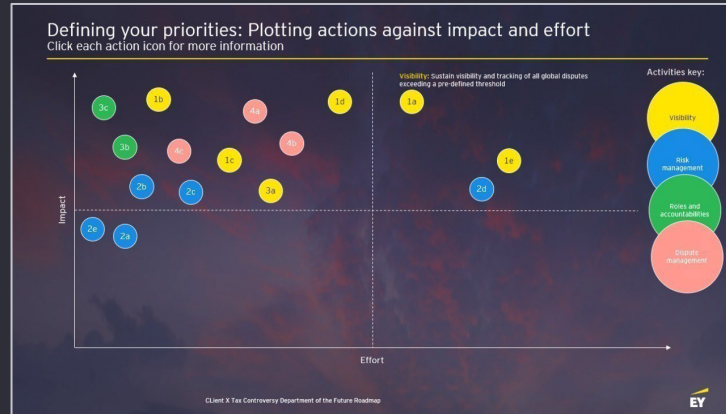 Defining your priorities: Plotting actions against impact and effort
Click each action icon for more information
Visibility: Sustain visibility and tracking of all global disputes
exceeding a pre-defined threshold
Activities key:
3c
1b
4a
1d
1a
Visibility
3b
4c
1c
4b
1e
Risk
management
2b
2c
3a
2d
Roles and
accountabilities
2e
2a
Dispute
management
Impact
Effort
CLient X Tax Controversy Department of the Future Roadmap
EY